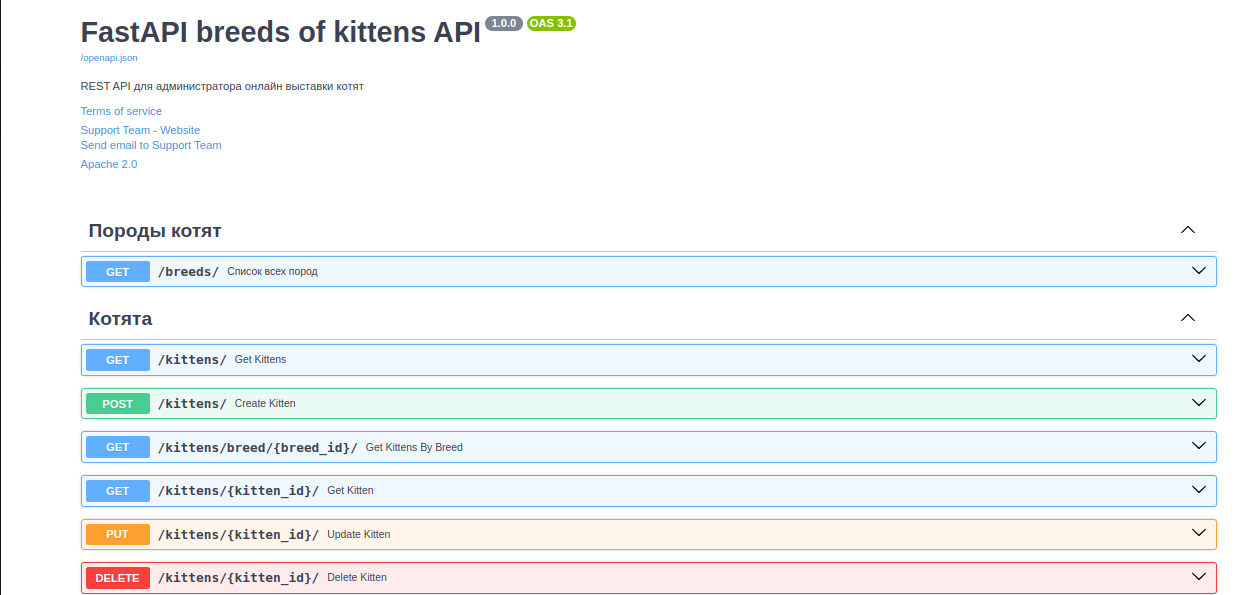 FastAPI breeds of kittens API 1.0.0 OAS 3.1
/openapi.json
REST API для администратора онлайн выставки котят
Terms of service
Support Team - Website
Send email to Support Team
Apache 2.0
Породы котят
GET /breeds/ Список всех пород
Котята
GET /kittens/ Get Kittens
POST /kittens/ Create Kitten
GET /kittens/breed/{breed_id}/ Get Kittens By Breed
GET /kittens/{kitten_id}/ Get Kitten
PUT /kittens/{kitten_id}/ Update Kitten
DELETE /kittens/{kitten_id}/ Delete Kitten